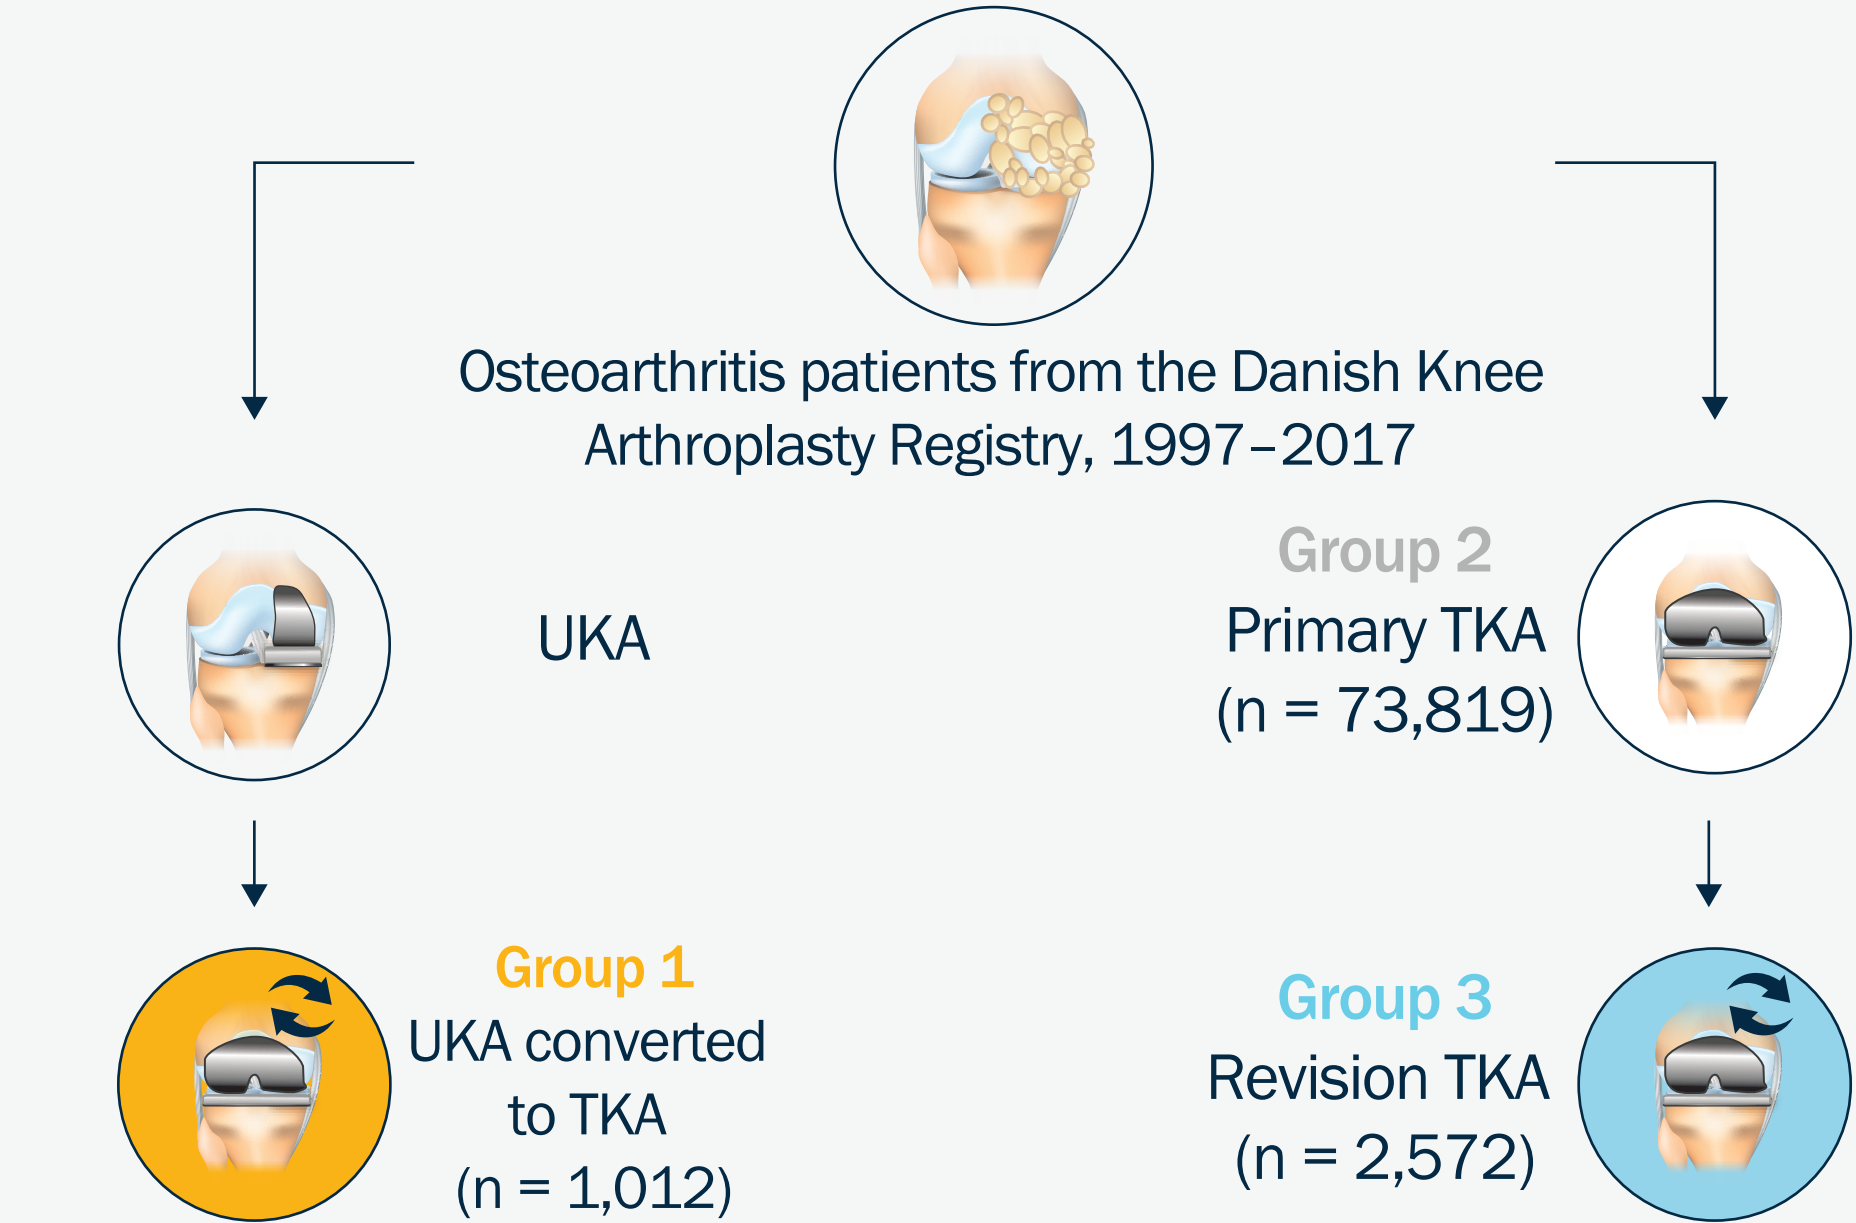 Osteoarthritis patients from the Danish Knee
Arthroplasty Registry, 1997–2017
UKA
Group 1
UKA converted
to TKA
(n = 1,012)
Group 2
Primary TKA
(n = 73,819)
Group 3
Revision TKA
(n = 2,572)